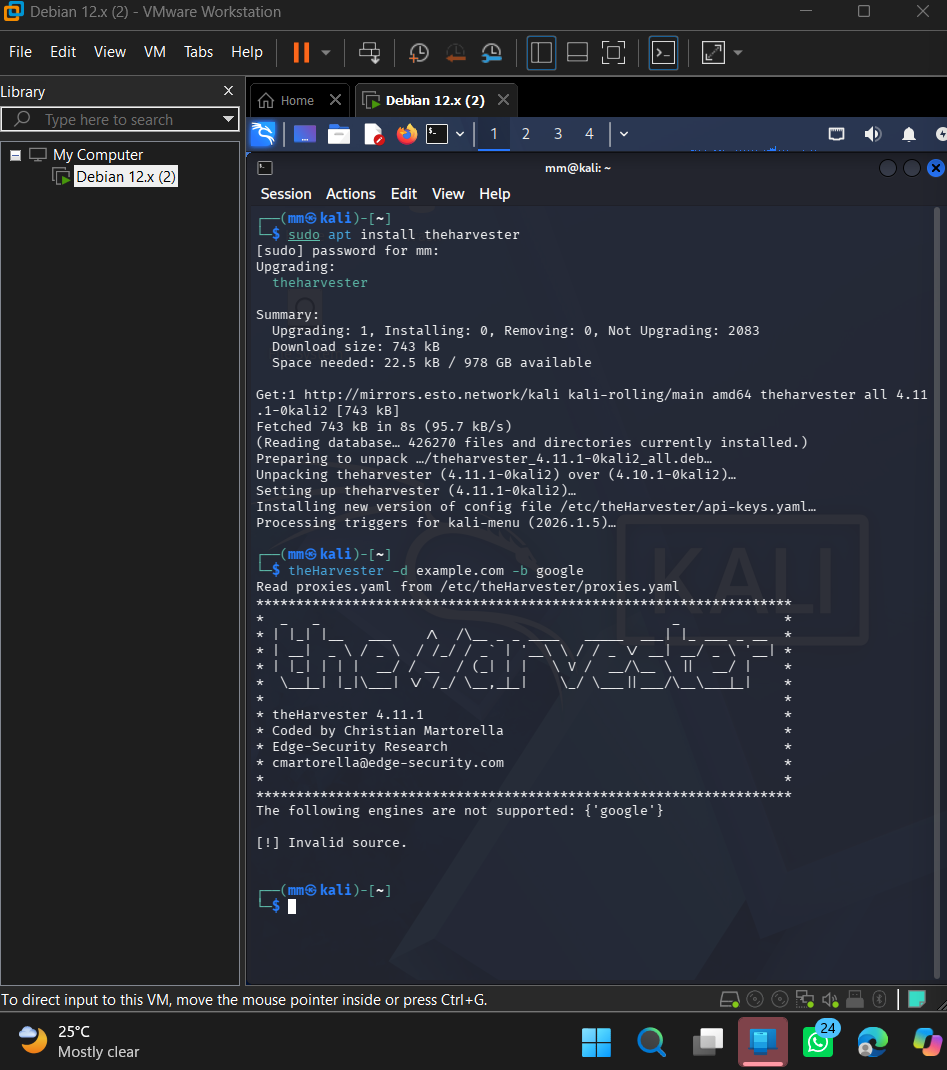 Debian 12.x (2) - VMware Workstation
File Edit View VM Tabs Help
Library
Type here to search
My Computer
Debian 12.x (2)
Home
Debian 12.x (2)
1 2 3 4
mm@kali: ~
Session Actions Edit View Help
┌──(mm㉿kali)-[~]
└─$ sudo apt install theharvester
[sudo] password for mm:
Upgrading:
  theharvester
Summary:
  Upgrading: 1, Installing: 0, Removing: 0, Not Upgrading: 2083
  Download size: 743 kB
  Space needed: 22.5 kB / 978 GB available
Get:1 http://mirrors.esto.network/kali kali-rolling/main amd64 theharvester all 4.11
.1-0kali2 [743 kB]
Fetched 743 kB in 8s (95.7 kB/s)
(Reading database… 426270 files and directories currently installed.)
Preparing to unpack …/theharvester_4.11.1-0kali2_all.deb…
Unpacking theharvester (4.11.1-0kali2) over (4.10.1-0kali2)…
Setting up theharvester (4.11.1-0kali2)…
Installing new version of config file /etc/theHarvester/api-keys.yaml…
Processing triggers for kali-menu (2026.1.5)…
┌──(mm㉿kali)-[~]
└─$ theHarvester -d example.com -b google
Read proxies.yaml from /etc/theHarvester/proxies.yaml
*******************************************************************
theHarvester
* theHarvester 4.11.1 *
* Coded by Christian Martorella *
* Edge-Security Research *
* cmartorella@edge-security.com *
* *
*******************************************************************
The following engines are not supported: {'google'}
[!] Invalid source.
┌──(mm㉿kali)-[~]
└─$
KALI
To direct input to this VM, move the mouse pointer inside or press Ctrl+G.
25°C
Mostly clear
24